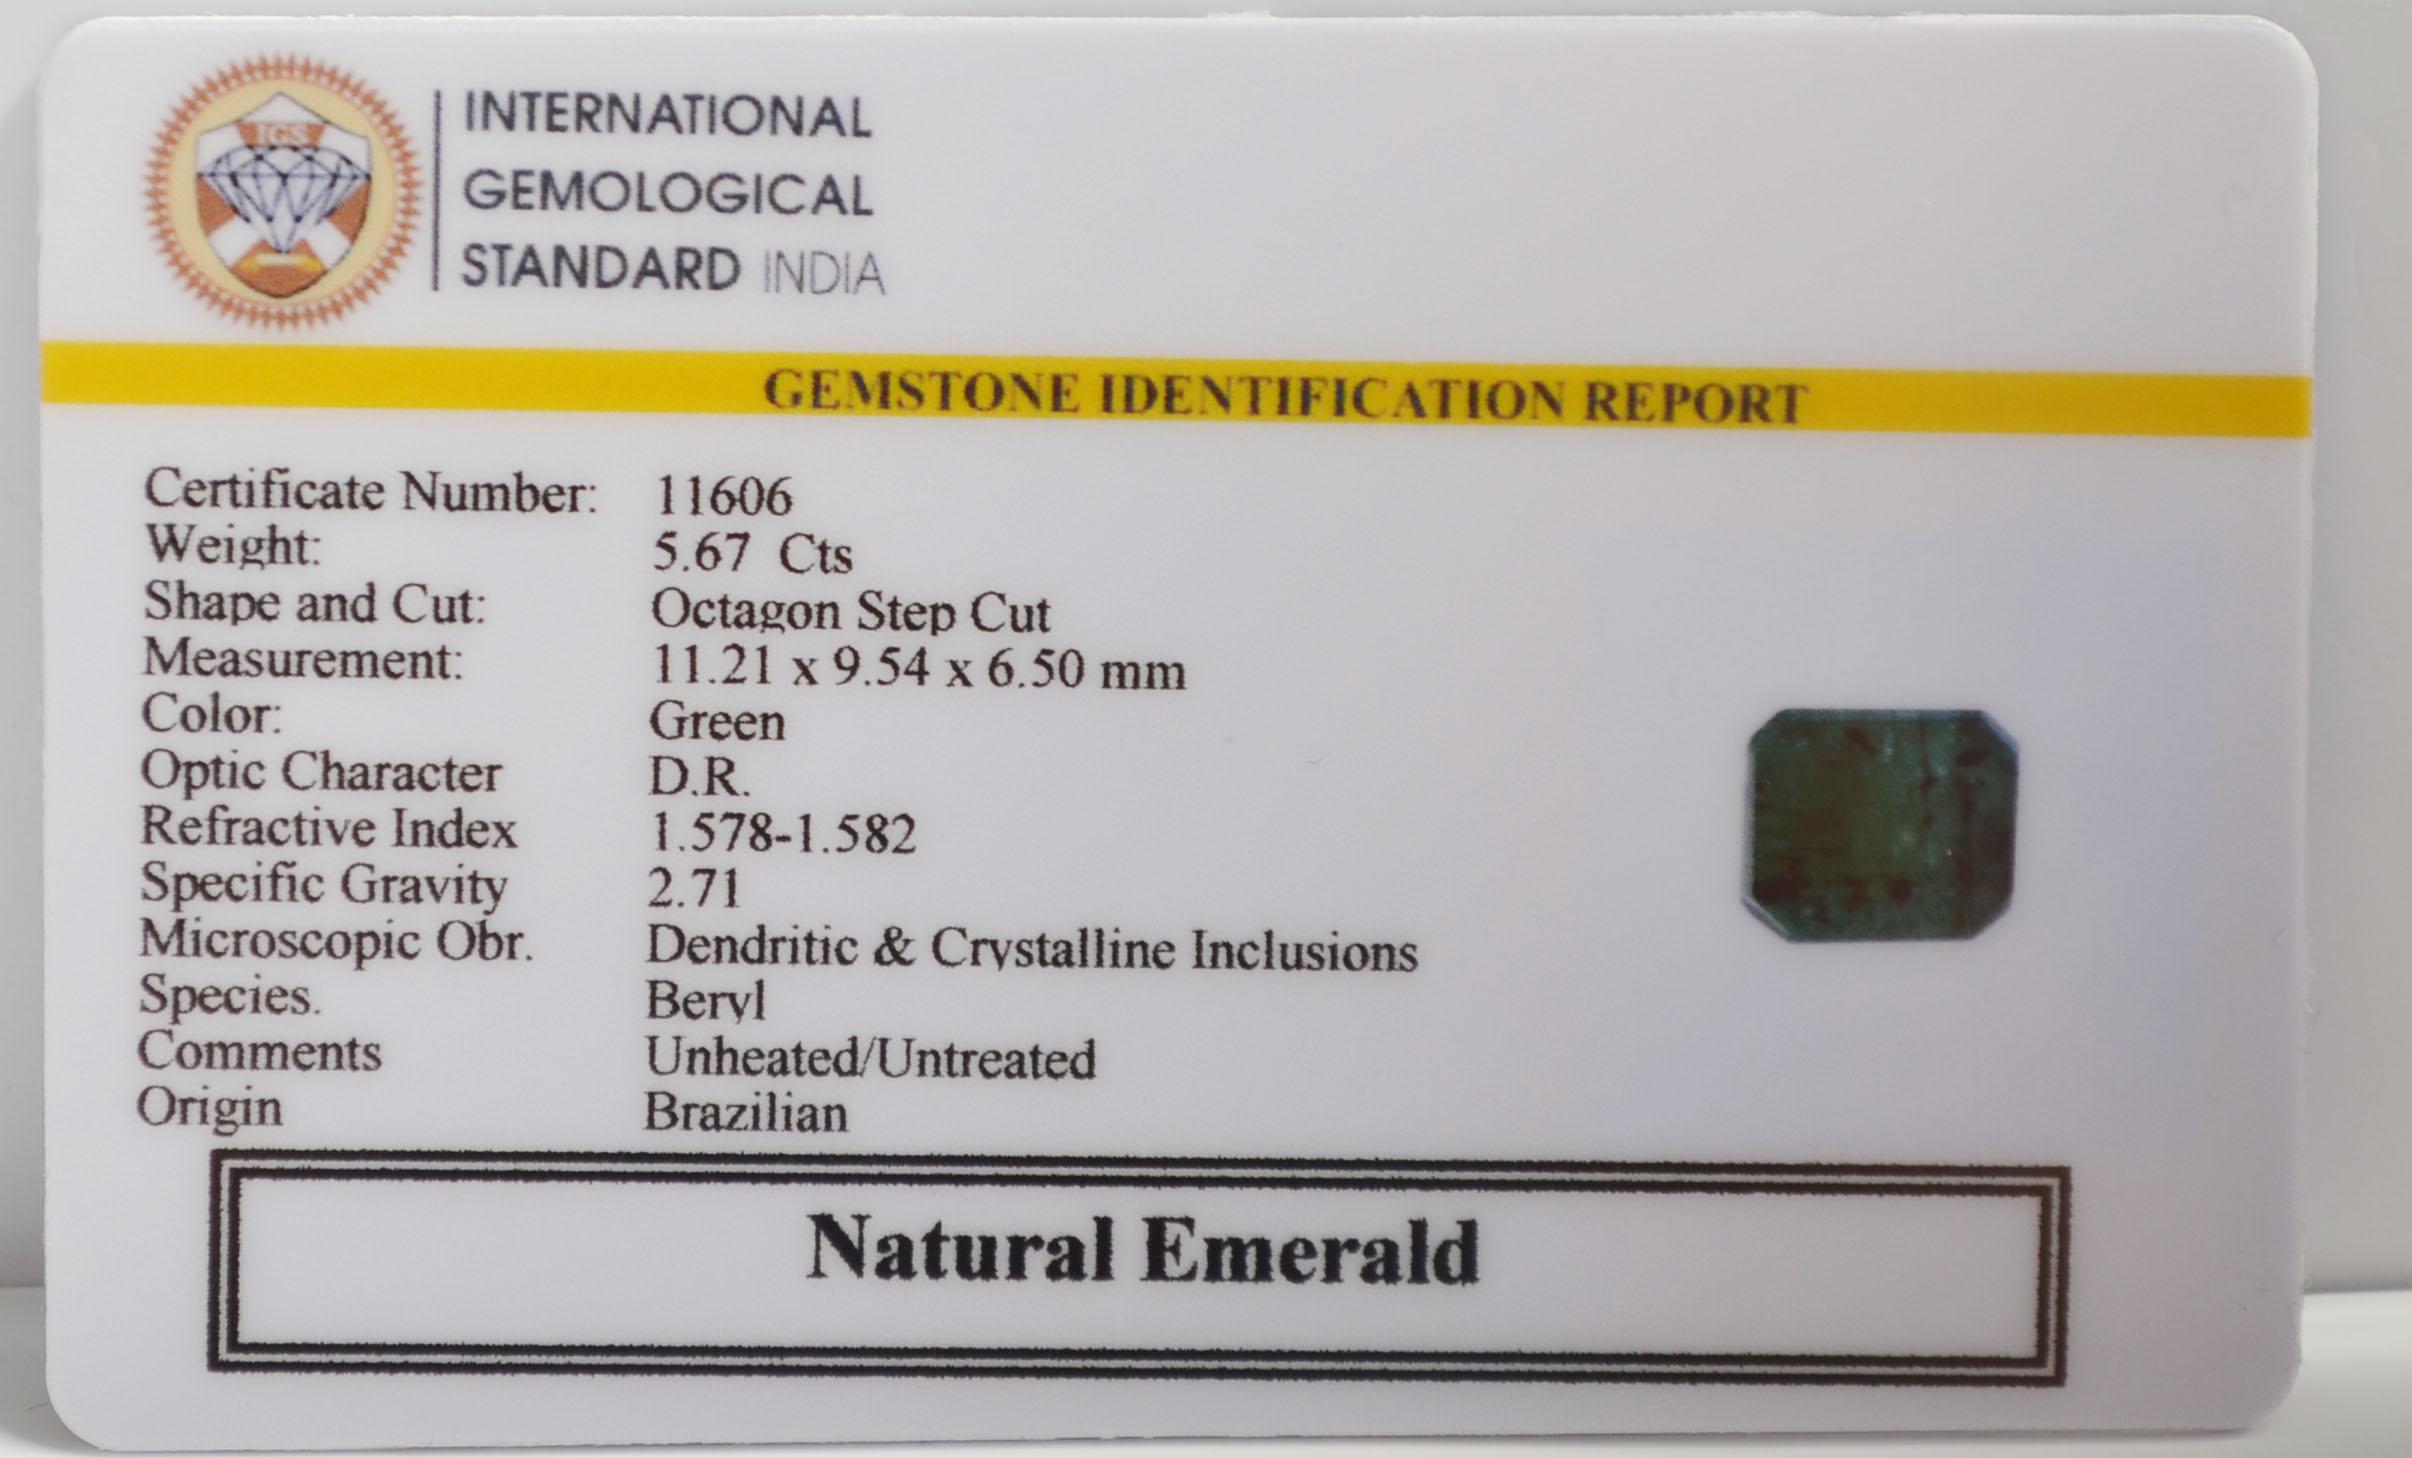 IGS
INTERNATIONAL
GEMOLOGICAL
STANDARD INDIA
GEMSTONE IDENTIFICATION REPORT
Certificate Number: 11606
Weight: 5.67 Cts
Shape and Cut: Octagon Step Cut
Measurement: 11.21 x 9.54 x 6.50 mm
Color: Green
Optic Character D.R.
Refractive Index 1.578-1.582
Specific Gravity 2.71
Microscopic Obr. Dendritic & Crystalline Inclusions
Species. Beryl
Comments Unheated/Untreated
Origin Brazilian
Natural Emerald